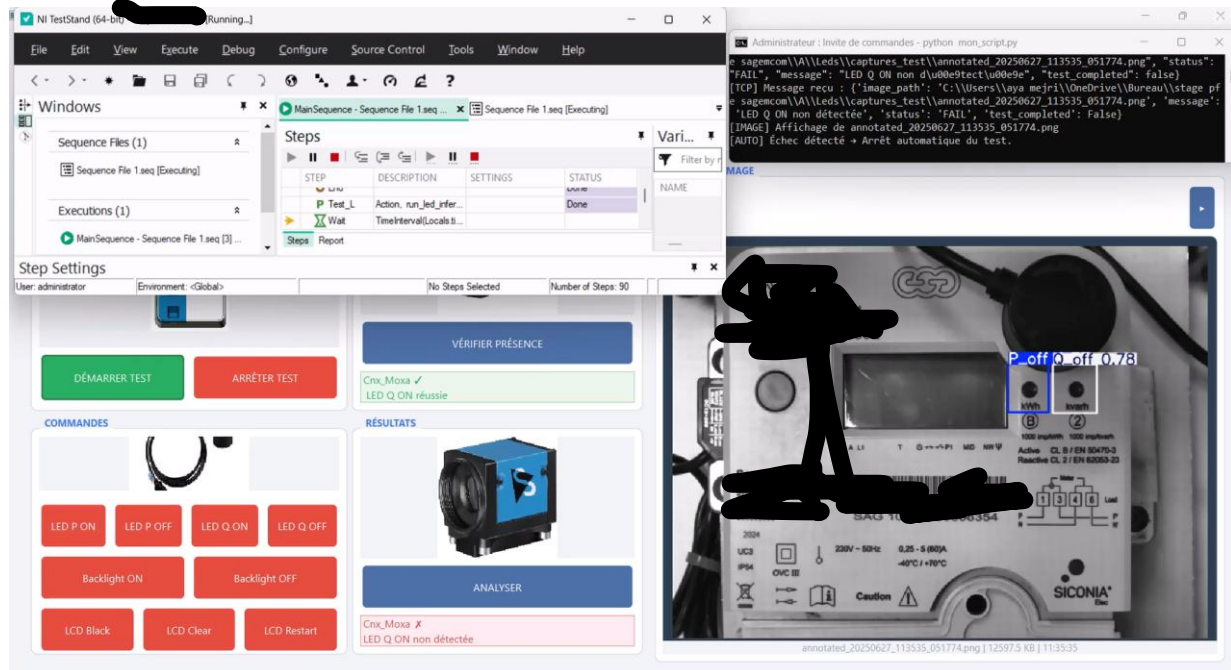 NI TestStand (64-bit)
[Running...]
File Edit View Execute Debug Configure Source Control Tools Window Help
Windows
Sequence Files (1)
Sequence File 1.seq [Executing]
Executions (1)
MainSequence - Sequence File 1.seq [3] ...
MainSequence - Sequence File 1.seq ...
Sequence File 1.seq [Executing]
Steps
STEP DESCRIPTION SETTINGS STATUS
End Done
Test_L Action, run_led_infer... Done
Wait TimeInterval(Locals.ti...
Steps Report
Vari...
Filter by
NAME
Step Settings
User: administrator Environment: <Global> No Steps Selected Number of Steps: 90
Administrateur : Invite de commandes - python mon_script.py
e sagemcom\\A\\Leds\\captures_test\\annotated_20250627_113535_051774.png", "status":
"FAIL", "message": "LED Q ON non d\u00e9tect\u00e9e", "test_completed": false}
[TCP] Message reçu : {'image_path': 'C:\\Users\\aya mejri\\OneDrive\\Bureau\\stage pf
e sagemcom\\A\\Leds\\captures_test\\annotated_20250627_113535_051774.png', 'message':
'LED Q ON non détectée', 'status': 'FAIL', 'test_completed': False}
[IMAGE] Affichage de annotated_20250627_113535_051774.png
[AUTO] Échec détecté → Arrêt automatique du test.
MAGE
DÉMARRER TEST
ARRÊTER TEST
VÉRIFIER PRÉSENCE
Cnx_Moxa ✓
LED Q ON réussie
COMMANDES
LED P ON
LED P OFF
LED Q ON
LED Q OFF
Backlight ON
Backlight OFF
LCD Black
LCD Clear
LCD Restart
RÉSULTATS
ANALYSER
Cnx_Moxa ✗
LED Q ON non détectée
P_off Q_off 0.78
kWh kvarh
B 2
1000 imp/kWh 1000 imp/kvarh
Active CL B / EN 50470-3
Reactive CL 2 / EN 62053-23
Meter
1 3 4 6 Load
2024
UC3
IP54
OVC III
230V ~ 50Hz
0,25 - 5 (60)A
-40°C / +70°C
Caution
SICONIA
Elec
annotated_20250627_113535_051774.png | 12597.5 KB | 11:35:35